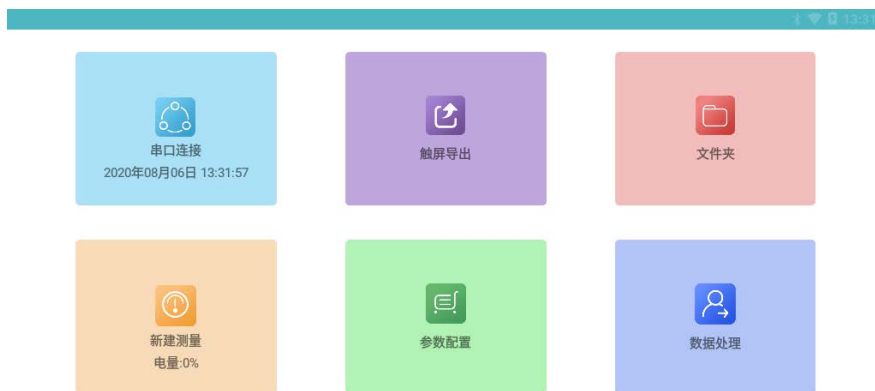 13:31
串口连接
2020年08月06日 13:31:57
触屏导出
文件夹
新建测量
电量:0%
参数配置
数据处理